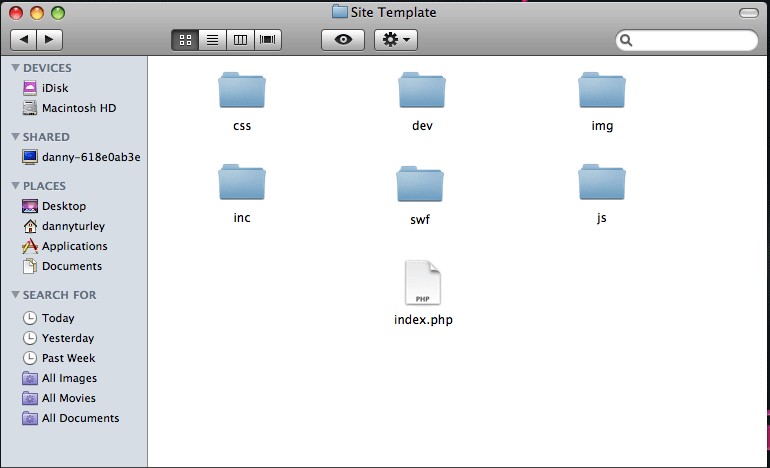 Site Template
DEVICES
iDisk
Macintosh HD
SHARED
danny-618e0ab3e
PLACES
Desktop
dannyturley
Applications
Documents
SEARCH FOR
Today
Yesterday
Past Week
All Images
All Movies
All Documents
css
dev
img
inc
swf
js
PHP
index.php